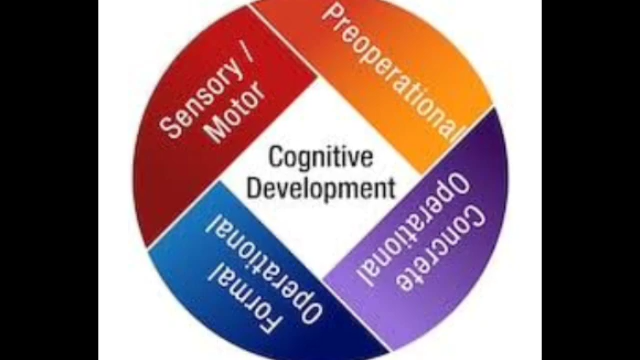 Sensory /
Motor
Preoperational
Cognitive
Development
Concrete
Operational
Formal
Operational